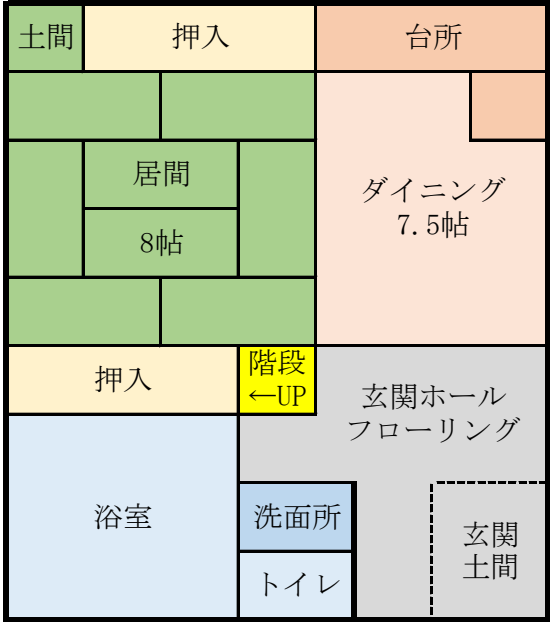 土間
押入
台所
居間
8帖
ダイニング
7.5帖
押入
階段
←UP
玄関ホール
フローリング
浴室
洗面所
トイレ
玄関
土間